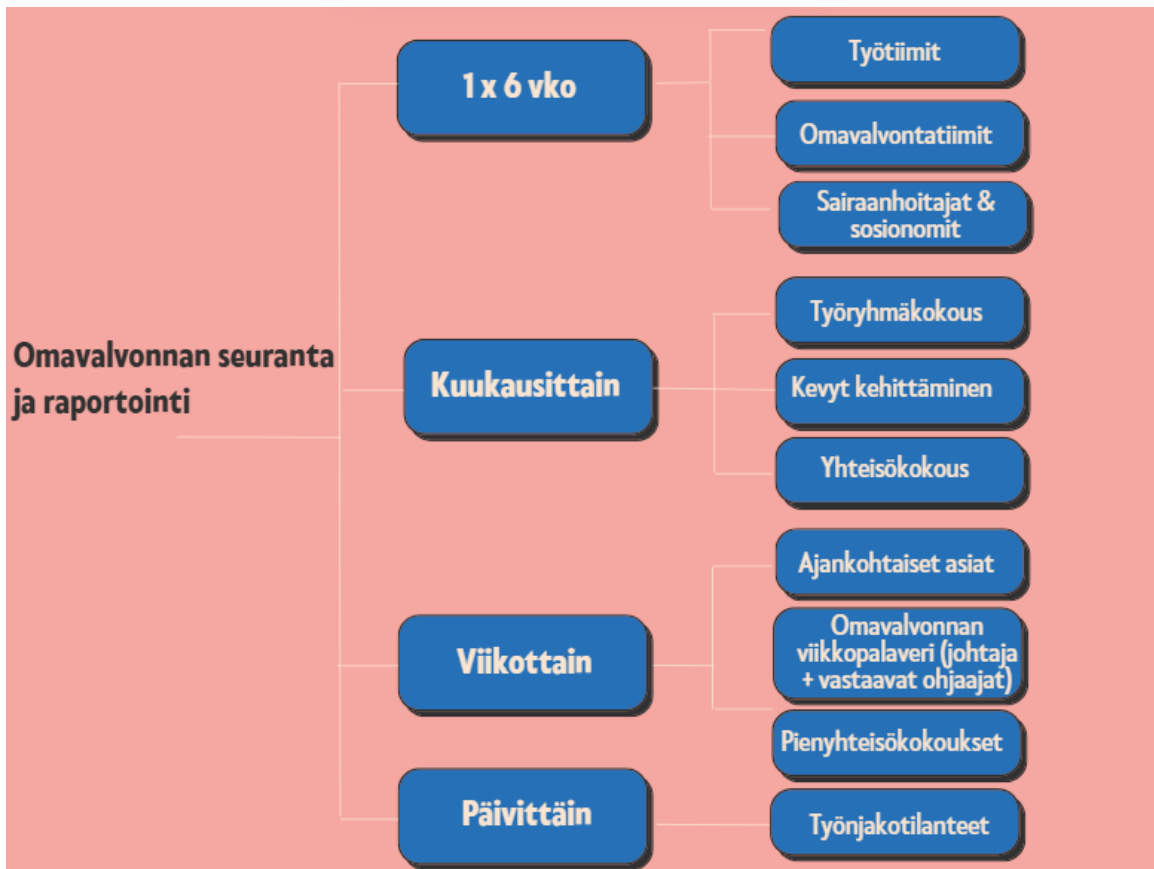 Omavalvonnan seuranta
ja raportointi
1 x 6 vko
Työtiimit
Omavalvontatiimit
Sairaanhoitajat &
sosionomit
Kuukausittain
Työryhmäkokous
Kevyt kehittäminen
Yhteisökokous
Viikottain
Ajankohtaiset asiat
Omavalvonnan
viikkopalaveri (johtaja
+ vastaavat ohjaajat)
Pienyhteisökokoukset
Päivittäin
Työnjakotilanteet